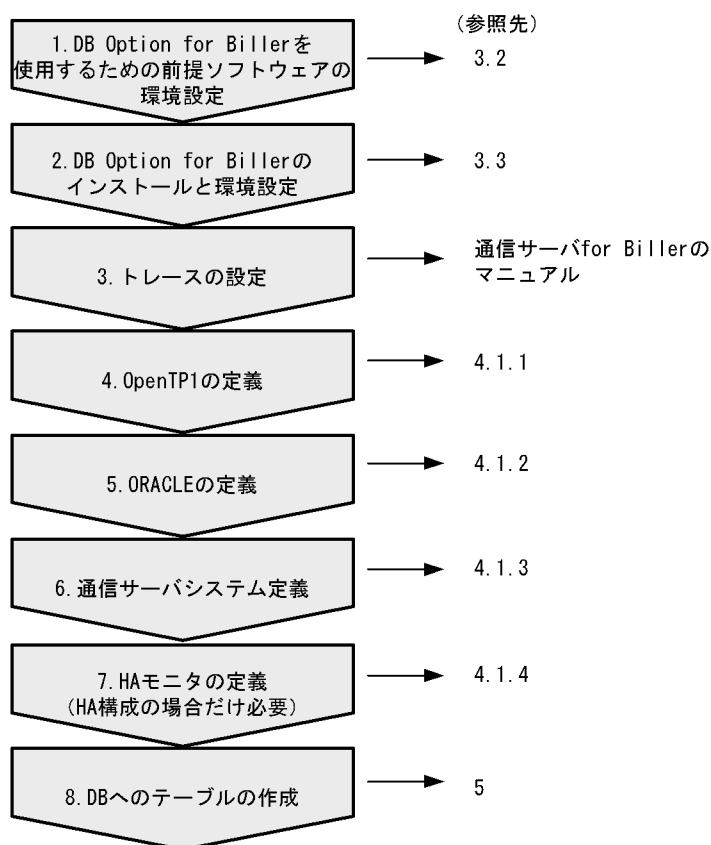 (参照先)
1.DB Option for Billerを
使用するための前提ソフトウェアの
環境設定
3.2
2.DB Option for Billerの
インストールと環境設定
3.3
3.トレースの設定
通信サーバfor Billerの
マニュアル
4.OpenTP1の定義
4.1.1
5.ORACLEの定義
4.1.2
6.通信サーバシステム定義
4.1.3
7.HAモニタの定義
(HA構成の場合だけ必要)
4.1.4
8.DBへのテーブルの作成
5